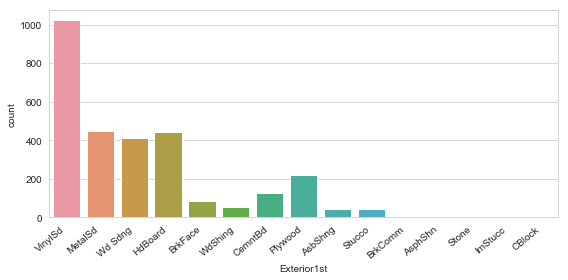 1000
800
600
400
200
0
count
VinylSd
MetalSd
Wd Sdng
HdBoard
BrkFace
WdShing
CemntBd
Plywood
AsbShng
Stucco
BrkComm
AsphShn
Stone
ImStucc
CBlock
Exterior1st